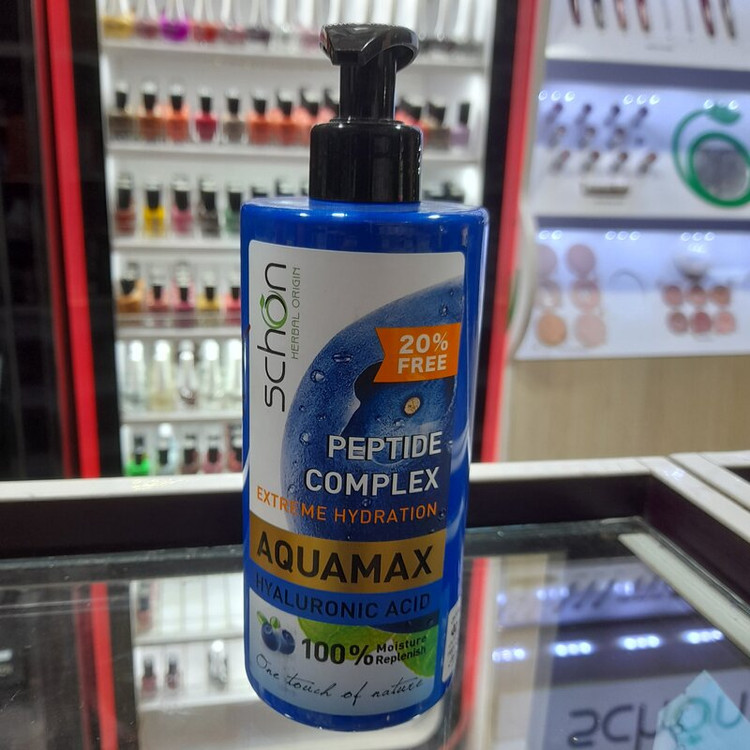 schön
HERBAL ORIGIN
20%
FREE
PEPTIDE
COMPLEX
EXTREME HYDRATION
AQUAMAX
HYALURONIC ACID
100% Moisture
Replenish
One touch of nature